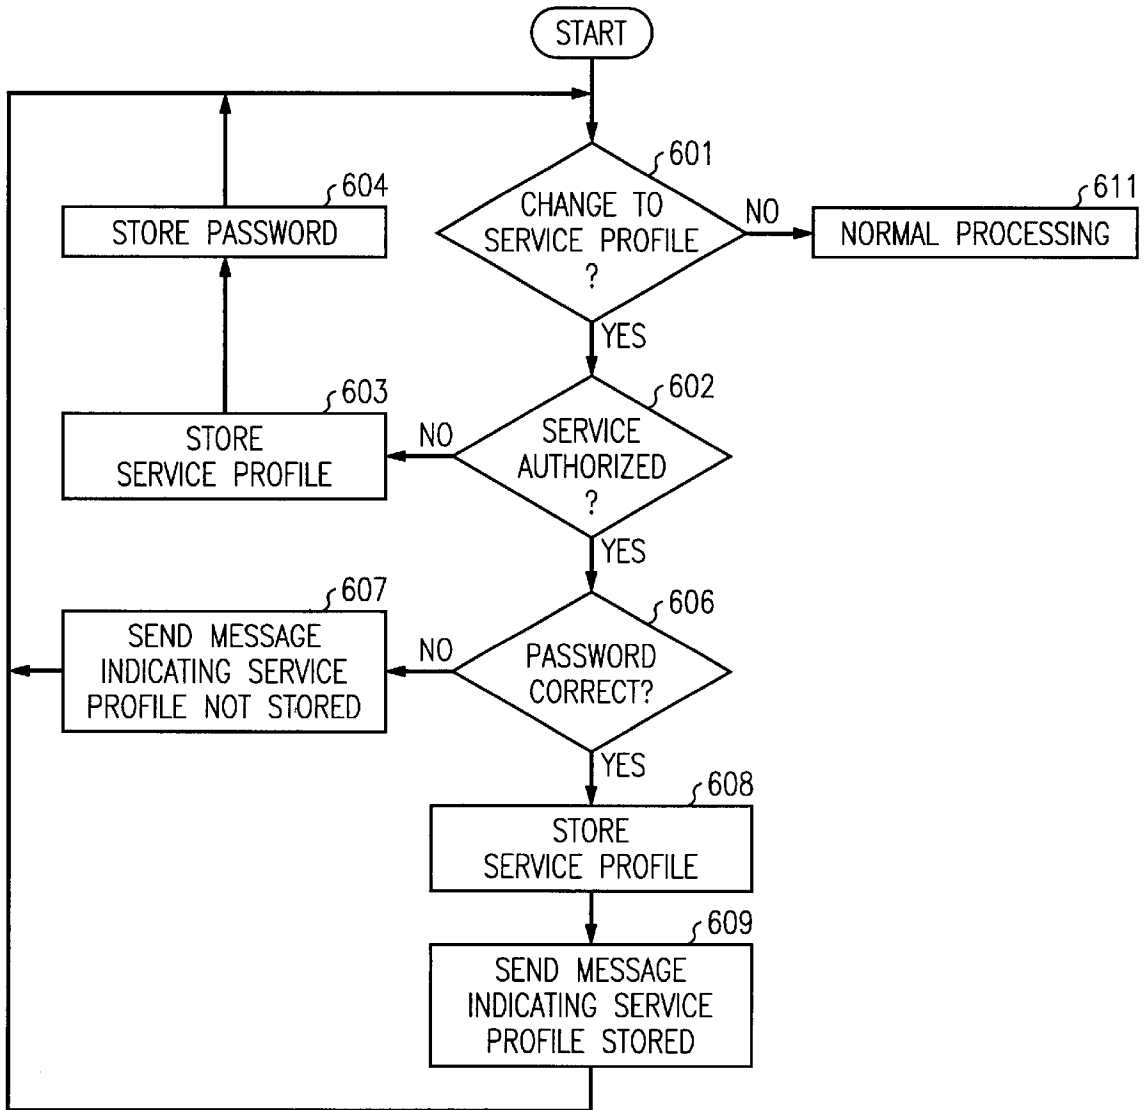 START
601
CHANGE TO
SERVICE PROFILE
?
NO
611
NORMAL PROCESSING
604
STORE PASSWORD
YES
602
SERVICE
AUTHORIZED
?
NO
603
STORE
SERVICE PROFILE
YES
606
PASSWORD
CORRECT?
NO
607
SEND MESSAGE
INDICATING SERVICE
PROFILE NOT STORED
YES
608
STORE
SERVICE PROFILE
609
SEND MESSAGE
INDICATING SERVICE
PROFILE STORED